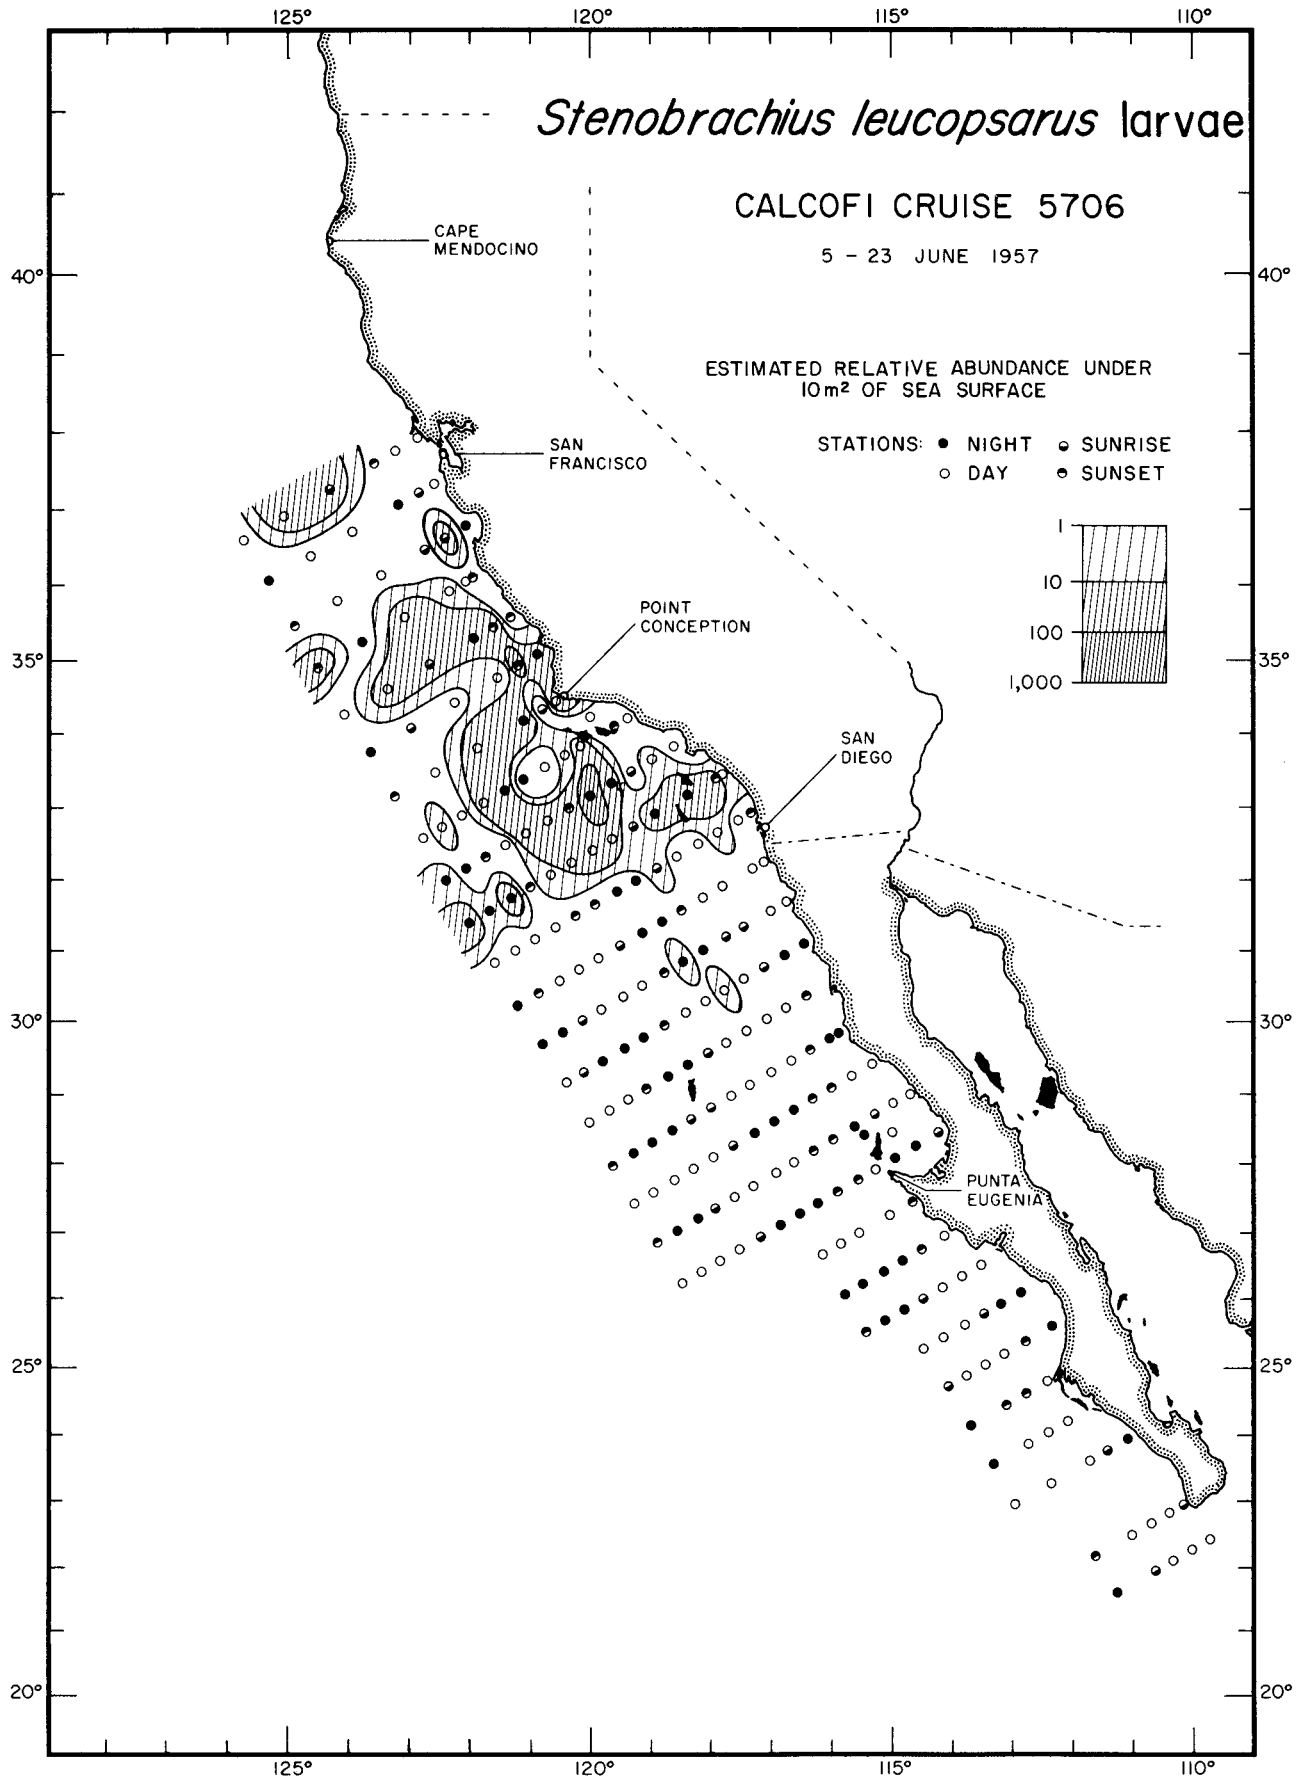 125° 120° 115° 110°
Stenobrachius leucopsarus larvae
CALCOFI CRUISE 5706
5 – 23 JUNE 1957
CAPE
MENDOCINO
40° 40°
ESTIMATED RELATIVE ABUNDANCE UNDER
10 m² OF SEA SURFACE
STATIONS: ● NIGHT ◒ SUNRISE
○ DAY ◓ SUNSET
SAN
FRANCISCO
1
10
100
1,000
POINT
CONCEPTION
35° 35°
SAN
DIEGO
30° 30°
PUNTA
EUGENIA
25° 25°
20° 20°
125° 120° 115° 110°